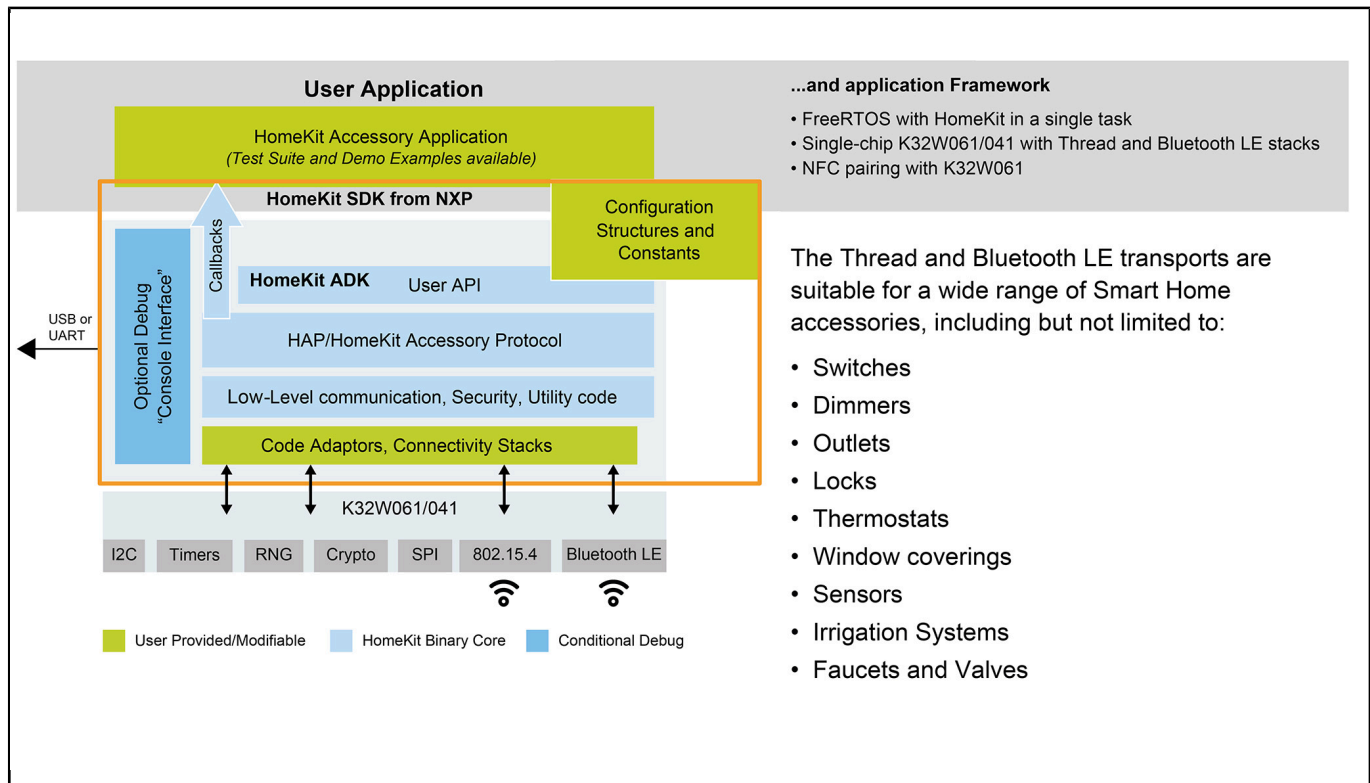 User Application
HomeKit Accessory Application
(Test Suite and Demo Examples available)
HomeKit SDK from NXP
Configuration
Structures and
Constants
Callbacks
Optional Debug
“Console Interface”
HomeKit ADK
User API
HAP/HomeKit Accessory Protocol
Low-Level communication, Security, Utility code
Code Adaptors, Connectivity Stacks
USB or
UART
K32W061/041
I2C
Timers
RNG
Crypto
SPI
802.15.4
Bluetooth LE
User Provided/Modifiable
HomeKit Binary Core
Conditional Debug
...and application Framework
• FreeRTOS with HomeKit in a single task
• Single-chip K32W061/041 with Thread and Bluetooth LE stacks
• NFC pairing with K32W061
The Thread and Bluetooth LE transports are
suitable for a wide range of Smart Home
accessories, including but not limited to:
• Switches
• Dimmers
• Outlets
• Locks
• Thermostats
• Window coverings
• Sensors
• Irrigation Systems
• Faucets and Valves